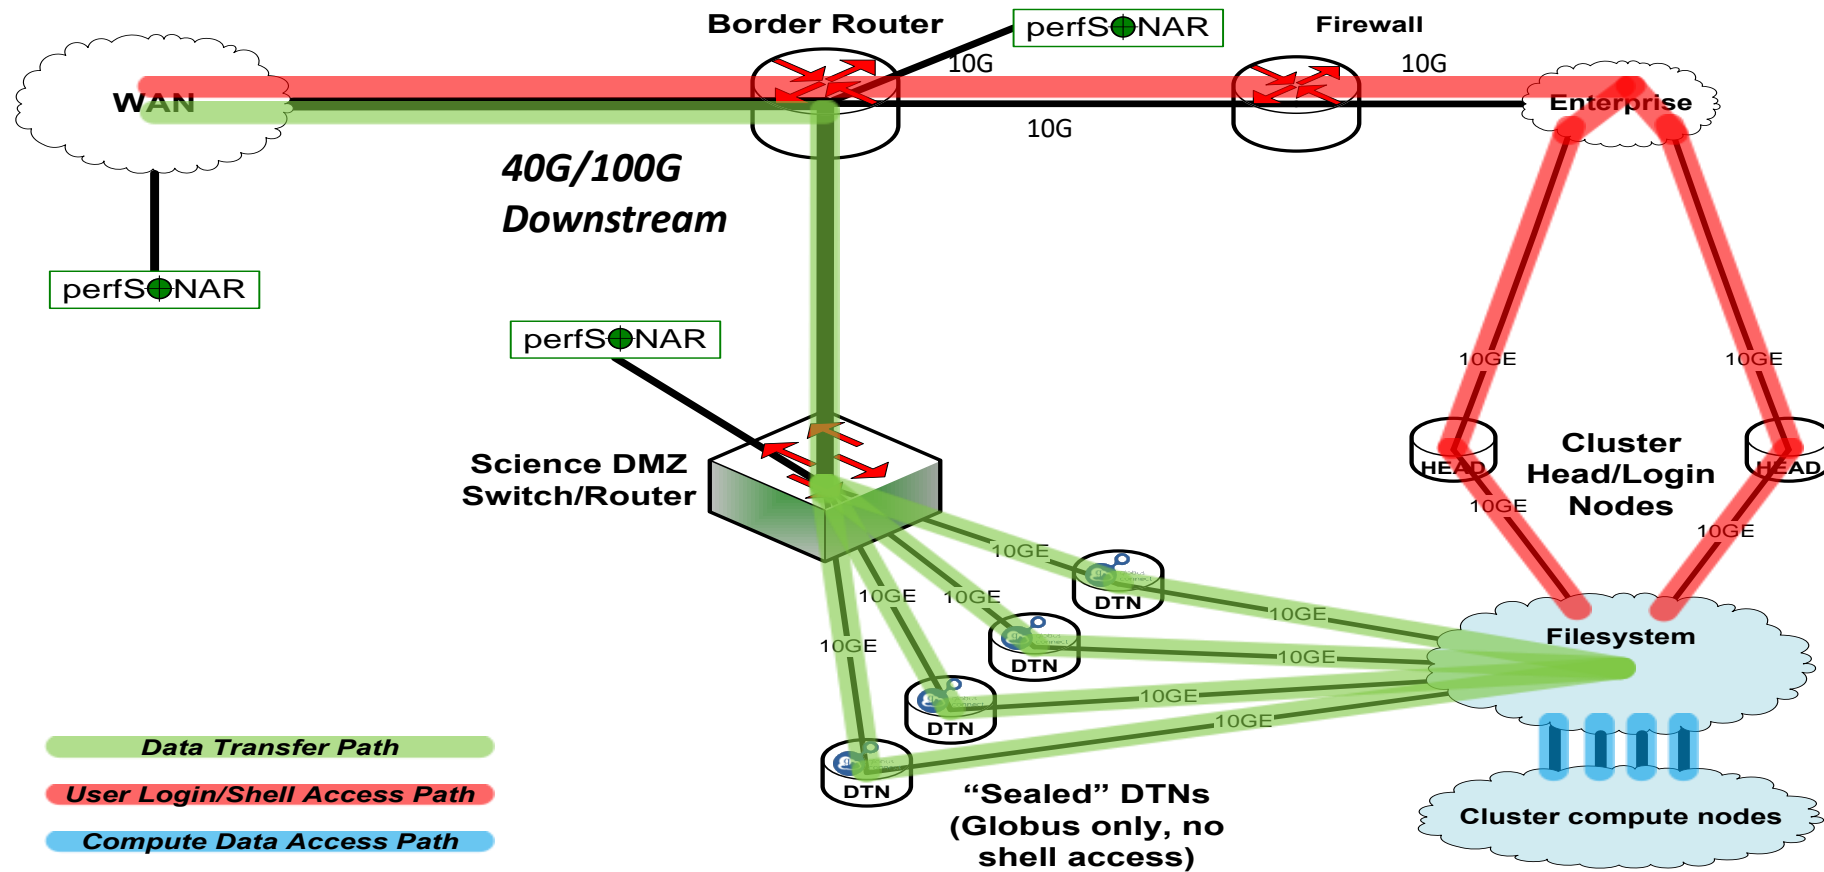 Border Router
perfSONAR
Firewall
10G
10G
WAN
Enterprise
10G
40G/100G
Downstream
perfSONAR
perfSONAR
10GE
10GE
Science DMZ
Switch/Router
Cluster
Head/Login
Nodes
HEAD
HEAD
10GE
10GE
10GE
10GE
10GE
10GE
DTN
10GE
Filesystem
10GE
DTN
10GE
10GE
DTN
10GE
DTN
Data Transfer Path
User Login/Shell Access Path
Compute Data Access Path
“Sealed” DTNs
(Globus only, no
shell access)
Cluster compute nodes